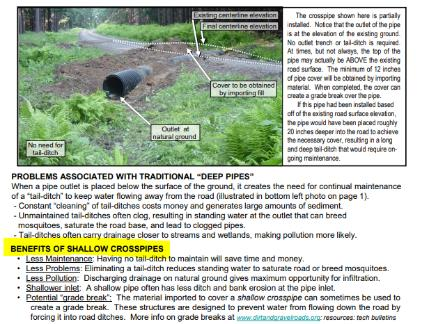 Existing centerline elevation
Final centerline elevation
Cover to be obtained
by importing fill
Outlet at
natural ground
No need for
tail-ditch
The crosspipe shown here is partially
installed. Notice that the outlet of the pipe
is at the elevation of the existing ground.
No outlet trench or tail-ditch is required.
At times, but not always, the top of the
pipe may actually be ABOVE the existing
road surface. The minimum of 12 inches
of pipe cover will be obtained by importing
material. When completed, the cover can
create a grade break over the pipe.
If this pipe had been installed based
off of the existing road surface elevation,
the pipe would have been placed roughly
20 inches deeper into the road to achieve
the necessary cover, resulting in a long
and deep tail-ditch that would require on-
going maintenance.
PROBLEMS ASSOCIATED WITH TRADITIONAL "DEEP PIPES"
When a pipe outlet is placed below the surface of the ground, it creates the need for continual maintenance
of a "tail-ditch" to keep water flowing away from the road (illustrated in bottom left photo on page 1).
- Constant "cleaning" of tail-ditches costs money and generates large amounts of sediment.
- Unmaintained tail-ditches often clog, resulting in standing water at the outlet that can breed
mosquitoes, saturate the road base, and lead to clogged pipes.
- Tail-ditches often carry drainage closer to streams and wetlands, making pollution more likely.
BENEFITS OF SHALLOW CROSSPIPES
• Less Maintenance: Having no tail-ditch to maintain will save time and money.
• Less Problems: Eliminating a tail-ditch reduces standing water to saturate road or breed mosquitoes.
• Less Pollution: Discharging drainage on natural ground gives maximum opportunity for infiltration.
• Shallower inlet: A shallow pipe often has less ditch and bank erosion at the pipe inlet.
• Potential "grade break": The material imported to cover a shallow crosspipe can sometimes be used to
create a grade break. These structures are designed to prevent water from flowing down the road by
forcing it into road ditches. More info on grade breaks at www.dirtandgravelroads.org: resources: tech bulletins